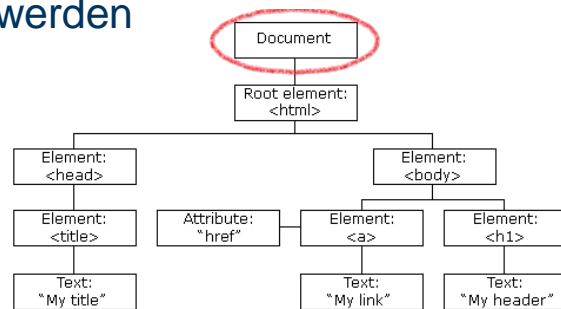 werden
Document
Root element:
<html>
Element:
<head>
Element:
<body>
Element:
<title>
Attribute:
"href"
Element:
<a>
Element:
<h1>
Text:
"My title"
Text:
"My link"
Text:
"My header"